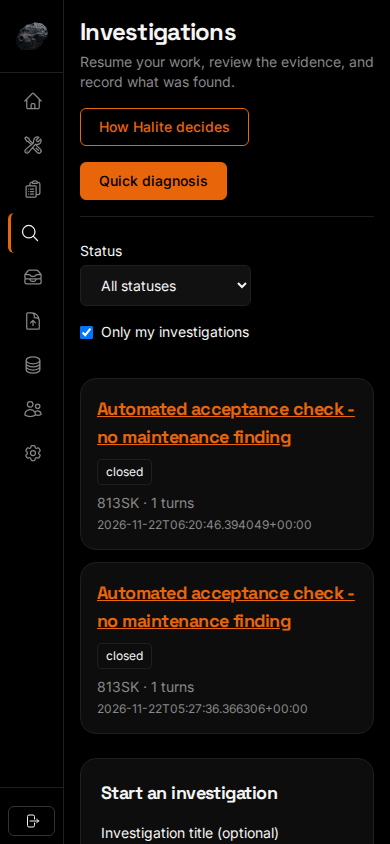 Investigations
Resume your work, review the evidence, and
record what was found.
How Halite decides
Quick diagnosis
Status
All statuses
Only my investigations
Automated acceptance check -
no maintenance finding
closed
813SK · 1 turns
2026-11-22T06:20:46.394049+00:00
Automated acceptance check -
no maintenance finding
closed
813SK · 1 turns
2026-11-22T05:27:36.366306+00:00
Start an investigation
Investigation title (optional)